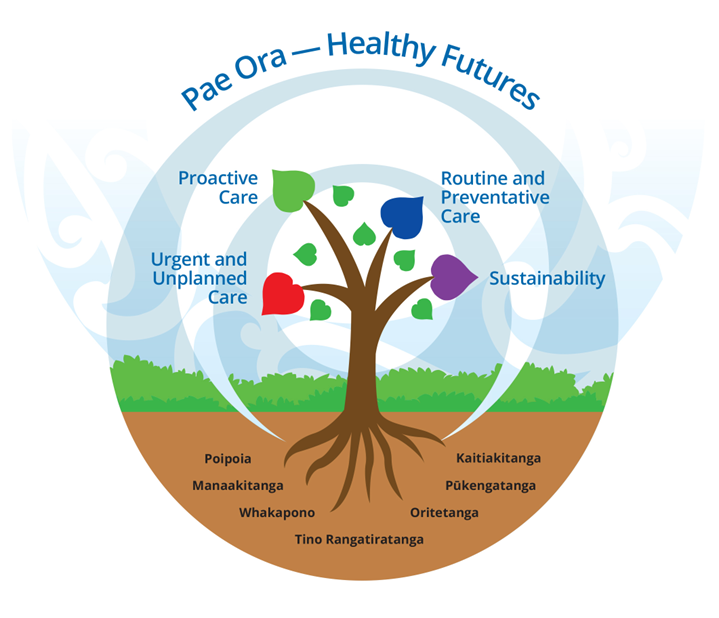 Pae Ora — Healthy Futures
Proactive
Care
Routine and
Preventative
Care
Urgent and
Unplanned
Care
Sustainability
Poipoia
Kaitiakitanga
Manaakitanga
Pūkengatanga
Whakapono
Oritetanga
Tino Rangatiratanga